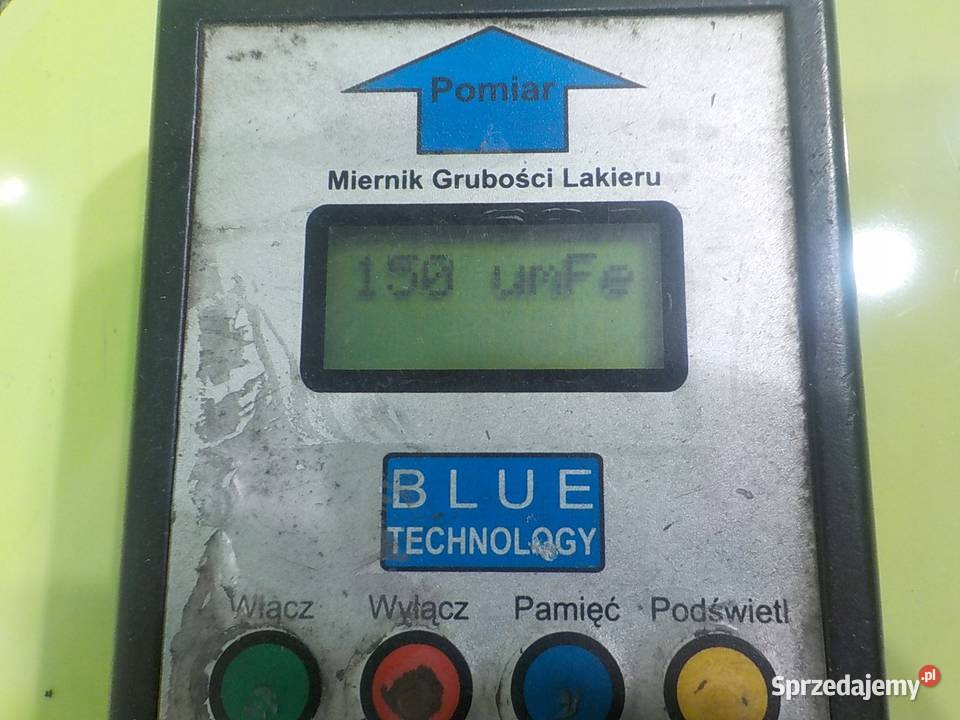 Pomiar
Miernik Grubości Lakieru
150 umFe
BLUE
TECHNOLOGY
Włącz Wyłącz Pamięć Podświetl
Sprzedajemy.pl